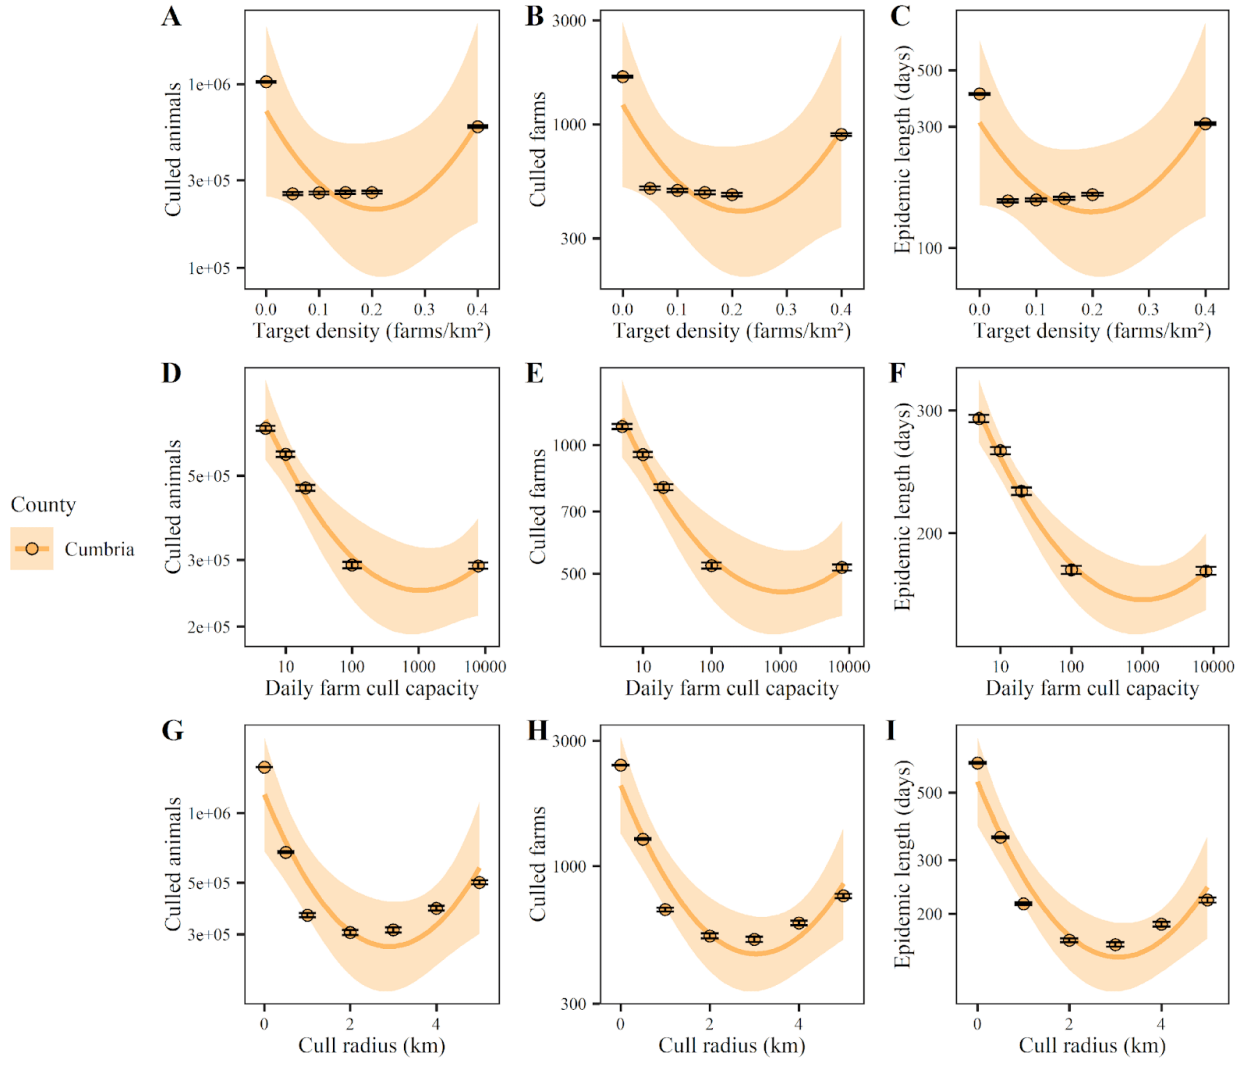 A
B
C
Culled animals
1e+06
3e+05
1e+05
0.0 0.1 0.2 0.3 0.4
Target density (farms/km²)
Culled farms
3000
1000
300
0.0 0.1 0.2 0.3 0.4
Target density (farms/km²)
Epidemic length (days)
500
300
100
0.0 0.1 0.2 0.3 0.4
Target density (farms/km²)
D
E
F
Culled animals
5e+05
3e+05
2e+05
10 100 1000 10000
Daily farm cull capacity
Culled farms
1000
700
500
10 100 1000 10000
Daily farm cull capacity
Epidemic length (days)
300
200
10 100 1000 10000
Daily farm cull capacity
County
Cumbria
G
H
I
Culled animals
1e+06
5e+05
3e+05
0 2 4
Cull radius (km)
Culled farms
3000
1000
300
0 2 4
Cull radius (km)
Epidemic length (days)
500
300
200
0 2 4
Cull radius (km)